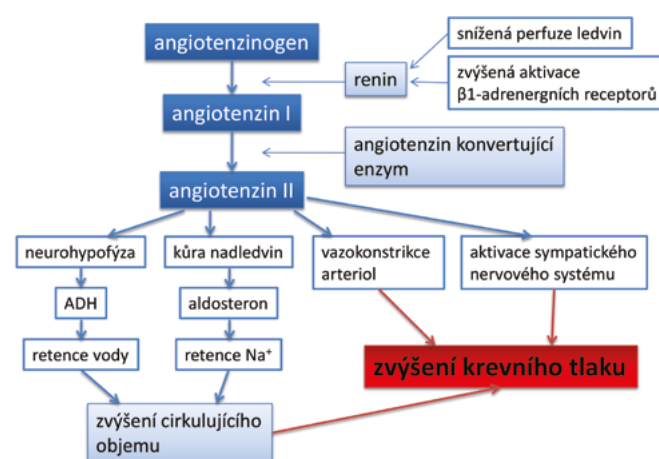 angiotenzinogen
snížená perfuze ledvin
renin
zvýšená aktivace
β1-adrenergních receptorů
angiotenzin I
angiotenzin konvertující
enzym
angiotenzin II
neurohypofýza
kůra nadledvin
vazokonstrikce
arteriol
aktivace sympatického
nervového systému
ADH
aldosteron
retence vody
retence Na⁺
zvýšení krevního tlaku
zvýšení cirkulujícího
objemu